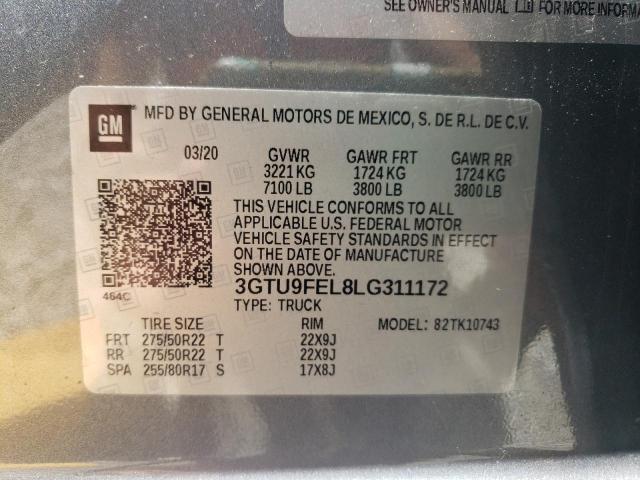 SEE OWNER'S MANUAL FOR MORE
GM MFD BY GENERAL MOTORS DE MEXICO, S. DE R.L. DE C.V.
03/20 GVWR GAWR FRT GAWR RR
3221 KG 1724 KG 1724 KG
7100 LB 3800 LB 3800 LB
THIS VEHICLE CONFORMS TO ALL
APPLICABLE U.S. FEDERAL MOTOR
VEHICLE SAFETY STANDARDS IN EFFECT
ON THE DATE OF MANUFACTURE
SHOWN ABOVE.
464C 3GTU9FEL8LG311172
TYPE: TRUCK
TIRE SIZE RIM MODEL: 82TK10743
FRT 275/50R22 T 22X9J
RR 275/50R22 T 22X9J
SPA 255/80R17 S 17X8J